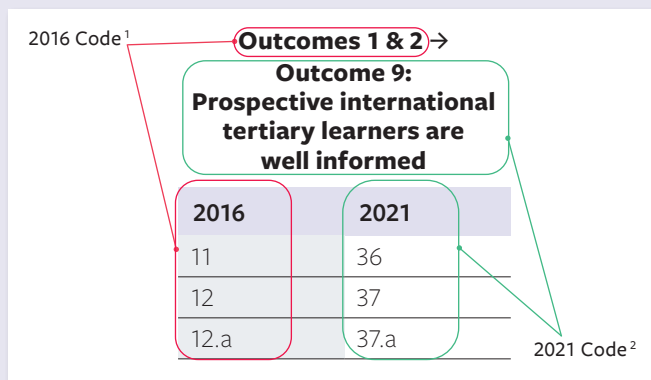 2016 Code¹
Outcomes 1 & 2 →
Outcome 9:
Prospective international
tertiary learners are
well informed
2016 2021
11 36
12 37
12.a 37.a
2021 Code²